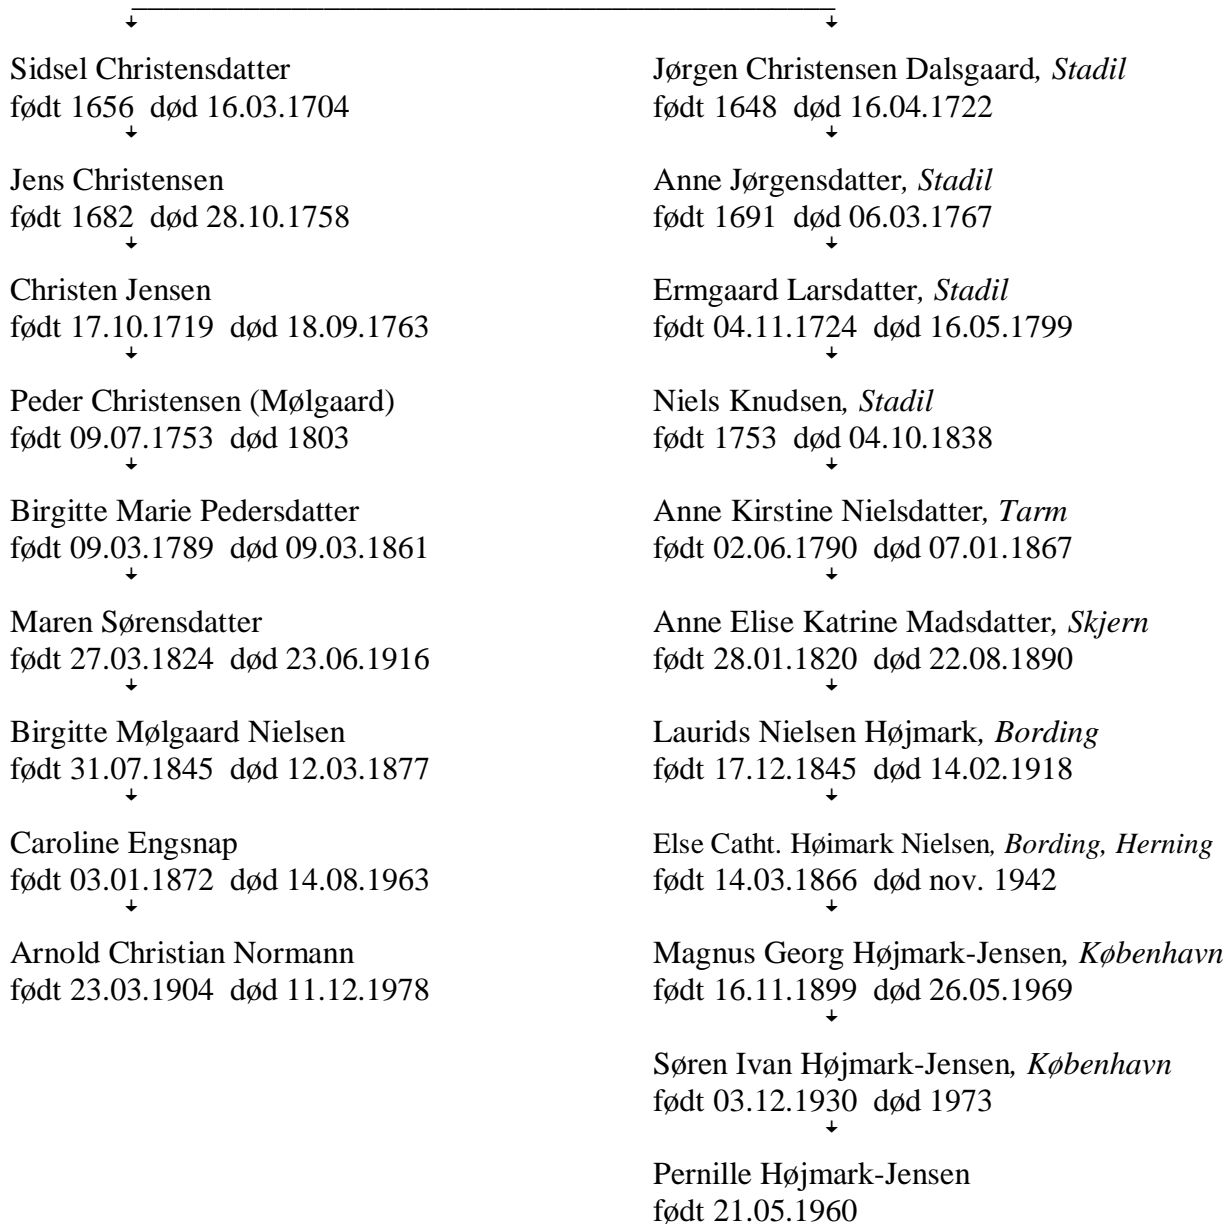 Sidsel Christensdatter
født 1656  død 16.03.1704
Jens Christensen
født 1682  død 28.10.1758
Christen Jensen
født 17.10.1719  død 18.09.1763
Peder Christensen (Mølgaard)
født 09.07.1753  død 1803
Birgitte Marie Pedersdatter
født 09.03.1789  død 09.03.1861
Maren Sørensdatter
født 27.03.1824  død 23.06.1916
Birgitte Mølgaard Nielsen
født 31.07.1845  død 12.03.1877
Caroline Engsnap
født 03.01.1872  død 14.08.1963
Arnold Christian Normann
født 23.03.1904  død 11.12.1978
Jørgen Christensen Dalsgaard, Stadil
født 1648  død 16.04.1722
Anne Jørgensdatter, Stadil
født 1691  død 06.03.1767
Ermgaard Larsdatter, Stadil
født 04.11.1724  død 16.05.1799
Niels Knudsen, Stadil
født 1753  død 04.10.1838
Anne Kirstine Nielsdatter, Tarm
født 02.06.1790  død 07.01.1867
Anne Elise Katrine Madsdatter, Skjern
født 28.01.1820  død 22.08.1890
Laurids Nielsen Højmark, Bording
født 17.12.1845  død 14.02.1918
Else Catht. Høimark Nielsen, Bording, Herning
født 14.03.1866  død nov. 1942
Magnus Georg Højmark-Jensen, København
født 16.11.1899  død 26.05.1969
Søren Ivan Højmark-Jensen, København
født 03.12.1930  død 1973
Pernille Højmark-Jensen
født 21.05.1960